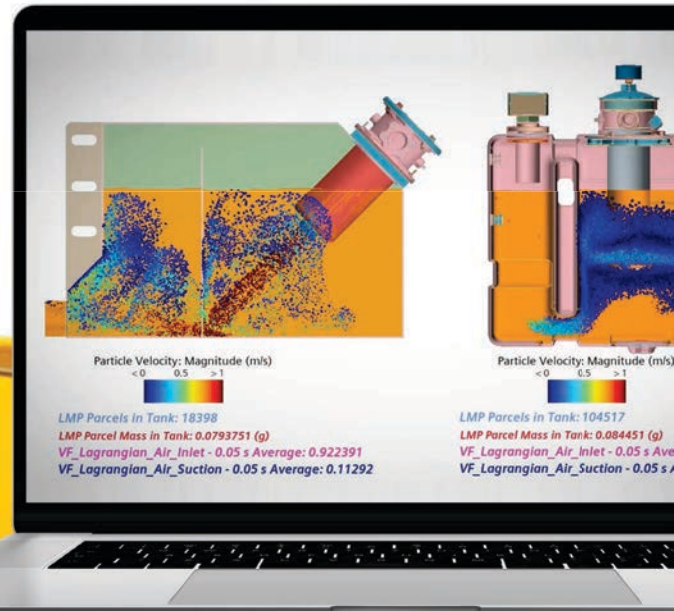 Particle Velocity: Magnitude (m/s)
< 0 0.5 > 1
LMP Parcels in Tank: 18398
LMP Parcel Mass in Tank: 0.0793751 (g)
VF_Lagrangian_Air_Inlet - 0.05 s Average: 0.922391
VF_Lagrangian_Air_Suction - 0.05 s Average: 0.11292
Particle Velocity: Magnitude (m/s)
< 0 0.5 > 1
LMP Parcels in Tank: 104517
LMP Parcel Mass in Tank: 0.084451 (g)
VF_Lagrangian_Air_Inlet - 0.05 s Ave
VF_Lagrangian_Air_Suction - 0.05 s A